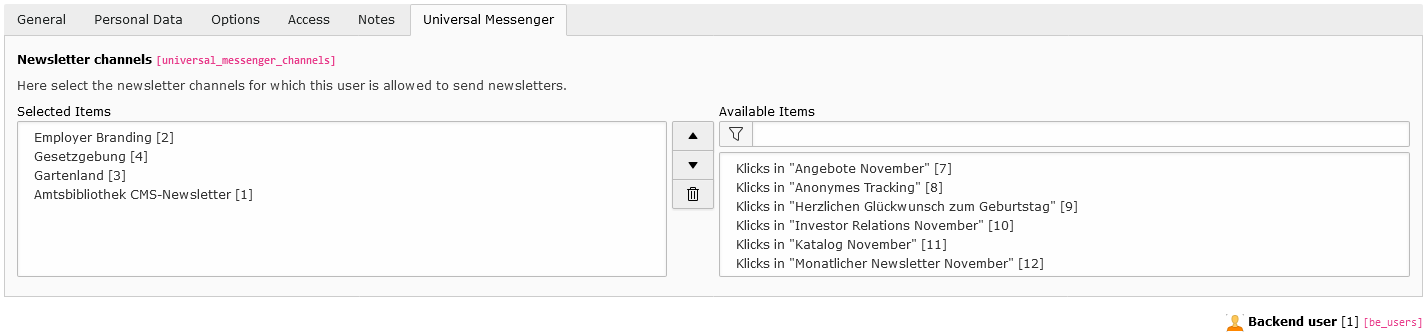 General Personal Data Options Access Notes Universal Messenger
Newsletter channels [universal_messenger_channels]
Here select the newsletter channels for which this user is allowed to send newsletters.
Selected Items
Employer Branding [2]
Gesetzgebung [4]
Gartenland [3]
Amtsbibliothek CMS-Newsletter [1]
Available Items
Klicks in "Angebote November" [7]
Klicks in "Anonymes Tracking" [8]
Klicks in "Herzlichen Glückwunsch zum Geburtstag" [9]
Klicks in "Investor Relations November" [10]
Klicks in "Katalog November" [11]
Klicks in "Monatlicher Newsletter November" [12]
Backend user [1] [be_users]